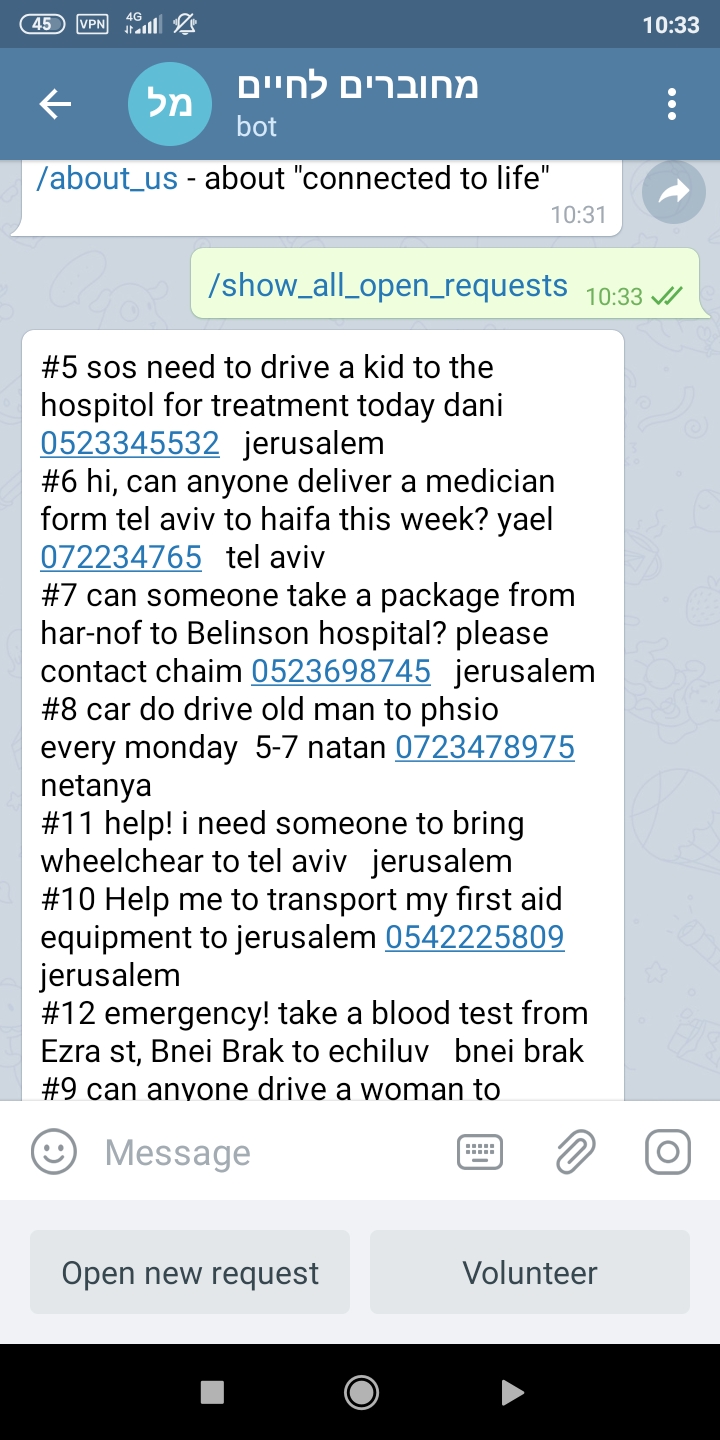 45 VPN 4G 10:33
מחוברים לחיים
מל
bot
/about_us - about "connected to life"
10:31
/show_all_open_requests 10:33
#5 sos need to drive a kid to the
hospitol for treatment today dani
0523345532 jerusalem
#6 hi, can anyone deliver a medician
form tel aviv to haifa this week? yael
072234765 tel aviv
#7 can someone take a package from
har-nof to Belinson hospital? please
contact chaim 0523698745 jerusalem
#8 car do drive old man to phsio
every monday 5-7 natan 0723478975
netanya
#11 help! i need someone to bring
wheelchear to tel aviv jerusalem
#10 Help me to transport my first aid
equipment to jerusalem 0542225809
jerusalem
#12 emergency! take a blood test from
Ezra st, Bnei Brak to echiluv bnei brak
#9 can anyone drive a woman to
Message
Open new request Volunteer